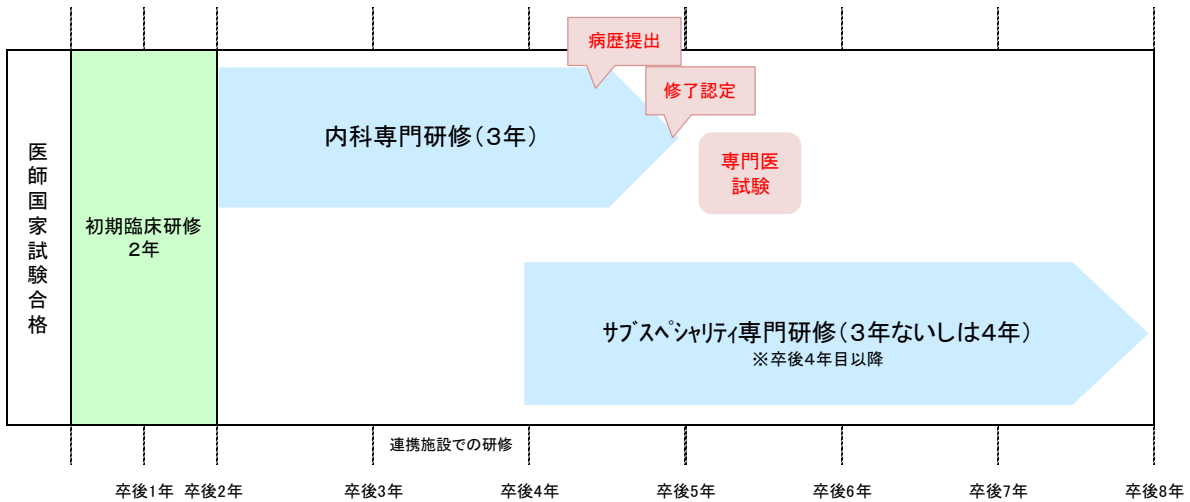 病歴提出
修了認定
内科専門研修（３年）
専門医
試験
医師国家試験合格
初期臨床研修
２年
ｻﾌﾞｽﾍﾟｼｬﾘﾃｨ専門研修（３年ないしは４年）
※卒後４年目以降
連携施設での研修
卒後１年 卒後２年 卒後３年 卒後４年 卒後５年 卒後６年 卒後７年 卒後８年